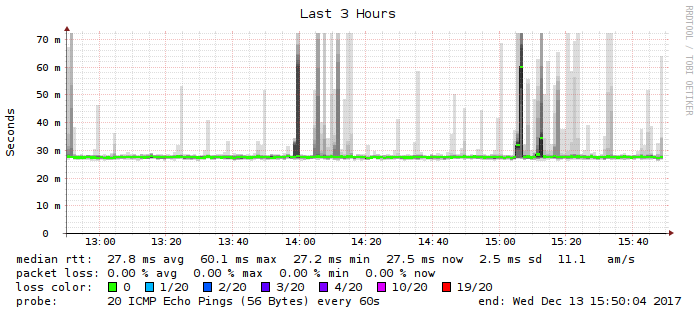 Last 3 Hours
RRDTOOL / TOBI OETIKER
Seconds
70 m
60 m
50 m
40 m
30 m
20 m
10 m
0
13:00 13:20 13:40 14:00 14:20 14:40 15:00 15:20 15:40
median rtt: 27.8 ms avg 60.1 ms max 27.2 ms min 27.5 ms now 2.5 ms sd 11.1 am/s
packet loss: 0.00 % avg 0.00 % max 0.00 % min 0.00 % now
loss color: 0 1/20 2/20 3/20 4/20 10/20 19/20
probe: 20 ICMP Echo Pings (56 Bytes) every 60s end: Wed Dec 13 15:50:04 2017